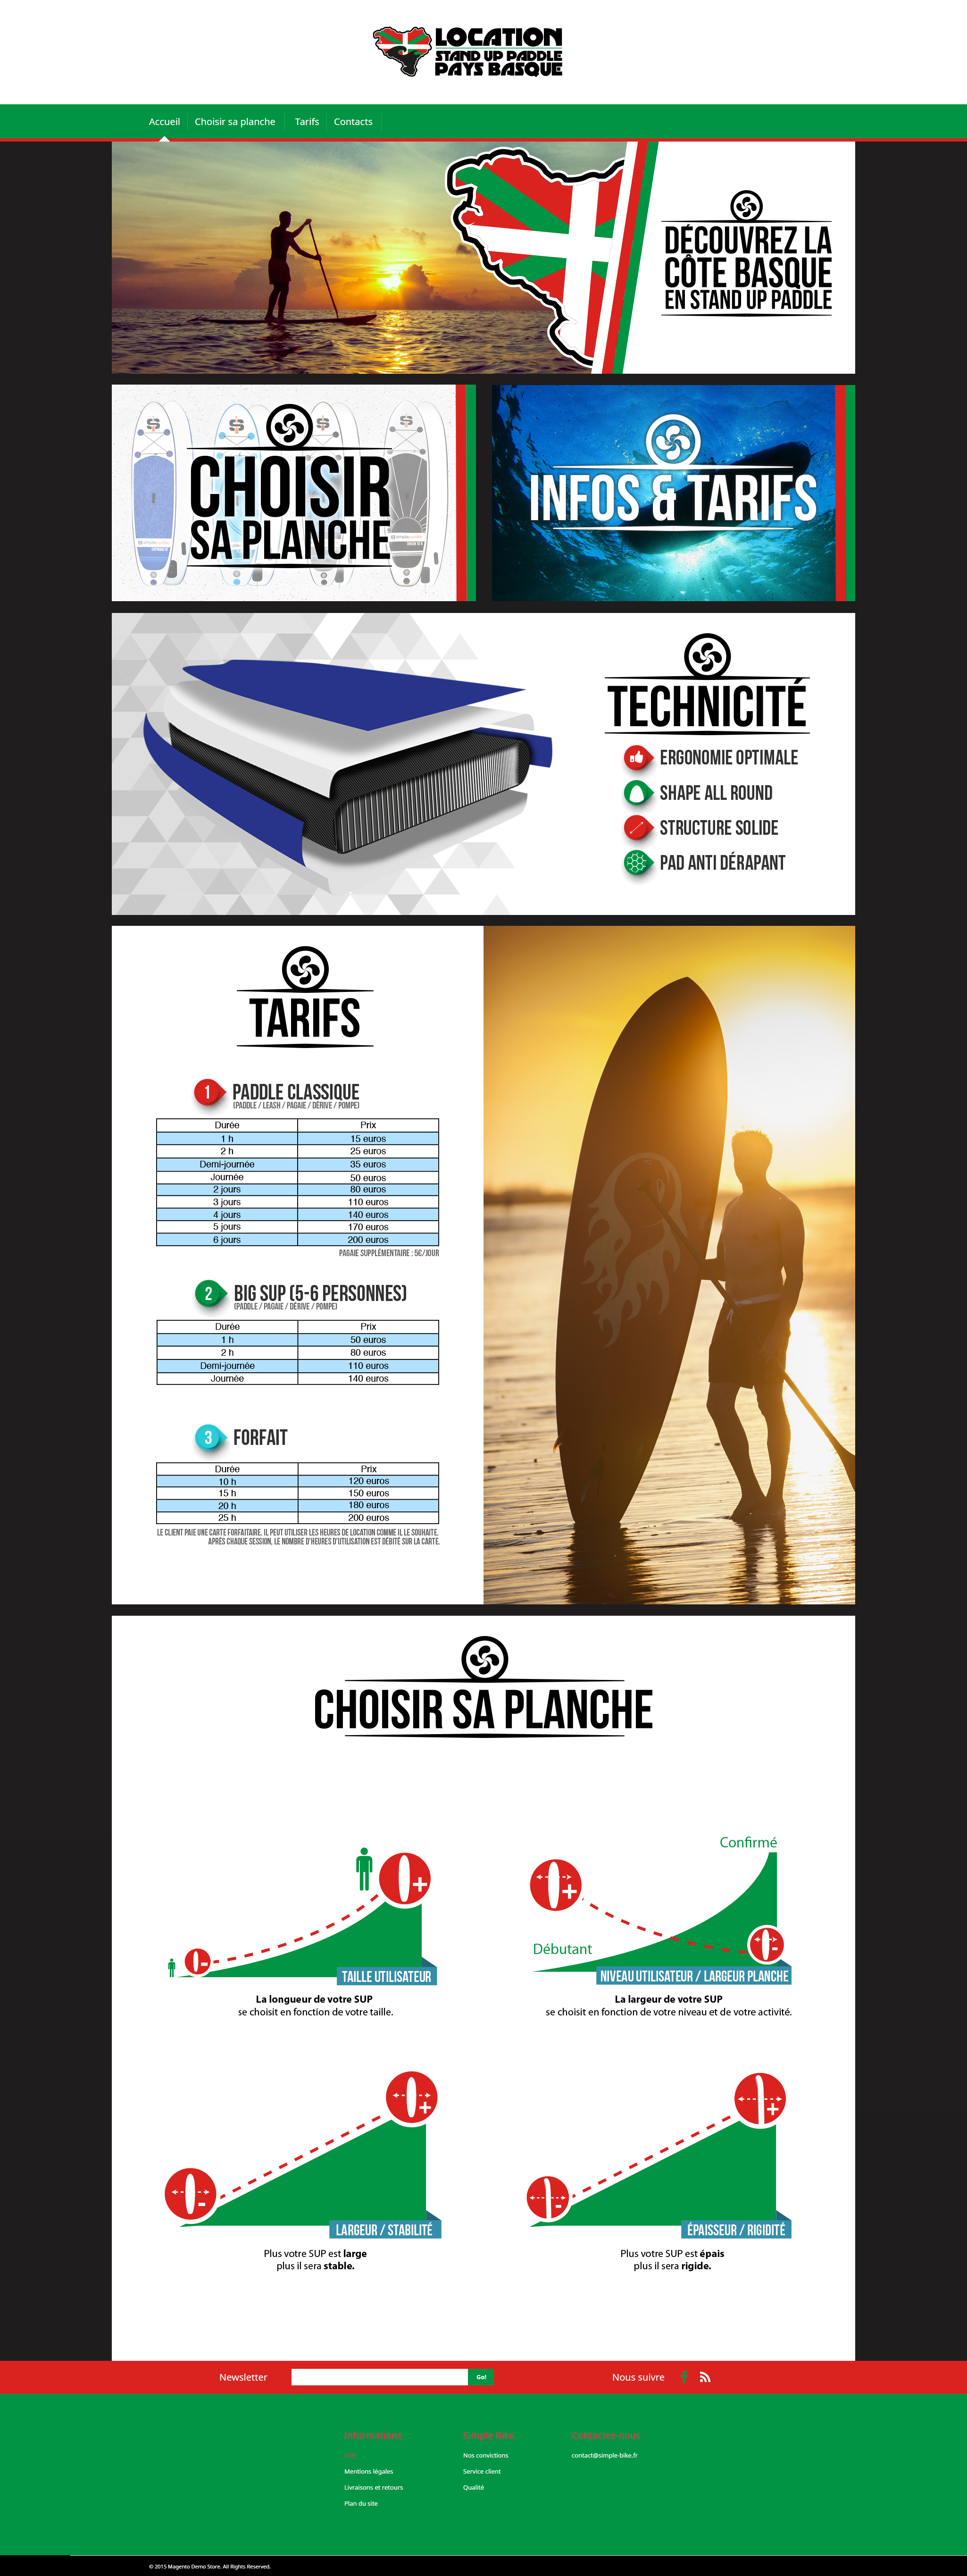 LOCATION
STAND UP PADDLE
PAYS BASQUE
Accueil
Choisir sa planche
Tarifs
Contacts
DÉCOUVREZ LA
CÔTE BASQUE
EN STAND UP PADDLE
CHOISIR
SA PLANCHE
INFOS & TARIFS
TECHNICITÉ
ERGONOMIE OPTIMALE
SHAPE ALL ROUND
STRUCTURE SOLIDE
PAD ANTI DÉRAPANT
TARIFS
1 PADDLE CLASSIQUE
(PADDLE / LEASH / PAGAIE / DÉRIVE / POMPE)
Durée Prix
1 h 15 euros
2 h 25 euros
Demi-journée 35 euros
Journée 50 euros
2 jours 80 euros
3 jours 110 euros
4 jours 140 euros
5 jours 170 euros
6 jours 200 euros
PAGAIE SUPPLÉMENTAIRE : 5€/JOUR
2 BIG SUP (5-6 PERSONNES)
(PADDLE / PAGAIE / DÉRIVE / POMPE)
Durée Prix
1 h 50 euros
2 h 80 euros
Demi-journée 110 euros
Journée 140 euros
3 FORFAIT
Durée Prix
10 h 120 euros
15 h 150 euros
20 h 180 euros
25 h 200 euros
LE CLIENT PAIE UNE CARTE FORFAITAIRE. IL PEUT UTILISER LES HEURES DE LOCATION COMME IL LE SOUHAITE.
APRÈS CHAQUE SESSION, LE NOMBRE D'HEURES D'UTILISATION EST DÉBITÉ SUR LA CARTE.
CHOISIR SA PLANCHE
+
-
TAILLE UTILISATEUR
La longueur de votre SUP
se choisit en fonction de votre taille.
Confirmé
+
Débutant
-
NIVEAU UTILISATEUR / LARGEUR PLANCHE
La largeur de votre SUP
se choisit en fonction de votre niveau et de votre activité.
+
-
LARGEUR / STABILITÉ
Plus votre SUP est large
plus il sera stable.
+
-
ÉPAISSEUR / RIGIDITÉ
Plus votre SUP est épais
plus il sera rigide.
Newsletter
Go!
Nous suivre
Informations
Mentions légales
Livraisons et retours
Plan du site
Simple Bike
Nos convictions
Service client
Qualité
Contactez-nous
contact@simple-bike.fr
© 2015 Magento Demo Store. All Rights Reserved.